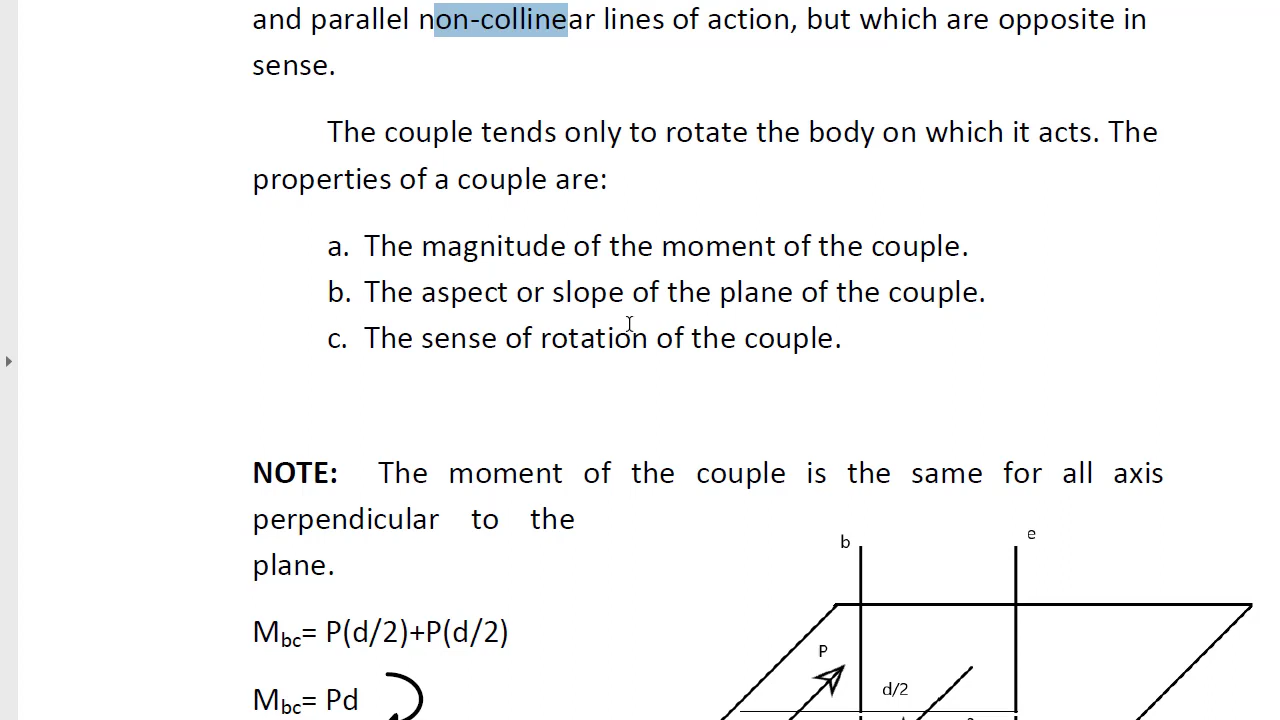 and parallel non-collinear lines of action, but which are opposite in
sense.
The couple tends only to rotate the body on which it acts. The
properties of a couple are:
a. The magnitude of the moment of the couple.
b. The aspect or slope of the plane of the couple.
c. The sense of rotation of the couple.
NOTE: The moment of the couple is the same for all axis
perpendicular to the
plane.
b
e
Mbc= P(d/2)+P(d/2)
P
d/2
Mbc= Pd